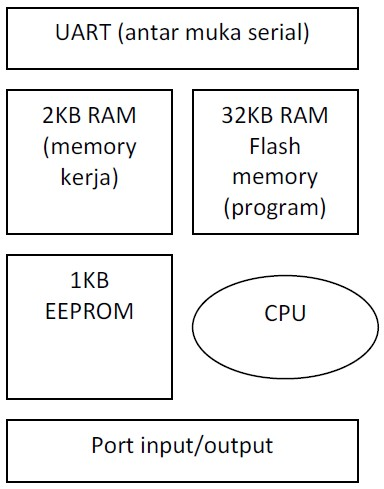 UART (antar muka serial)
2KB RAM
(memory
kerja)
32KB RAM
Flash
memory
(program)
1KB
EEPROM
CPU
Port input/output